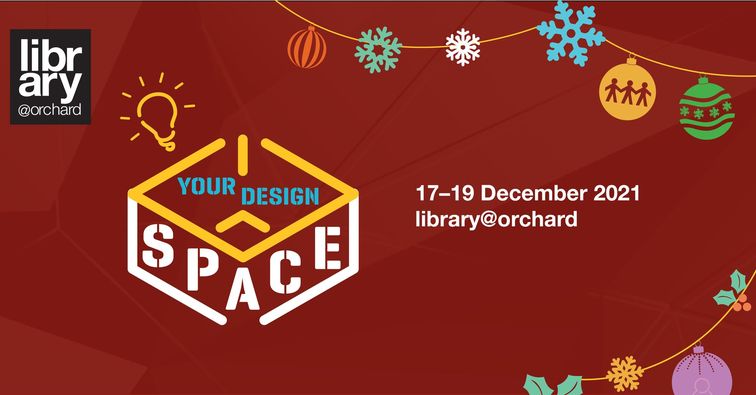 libr
ary
@orchard
YOUR DESIGN
SPACE
17–19 December 2021
library@orchard